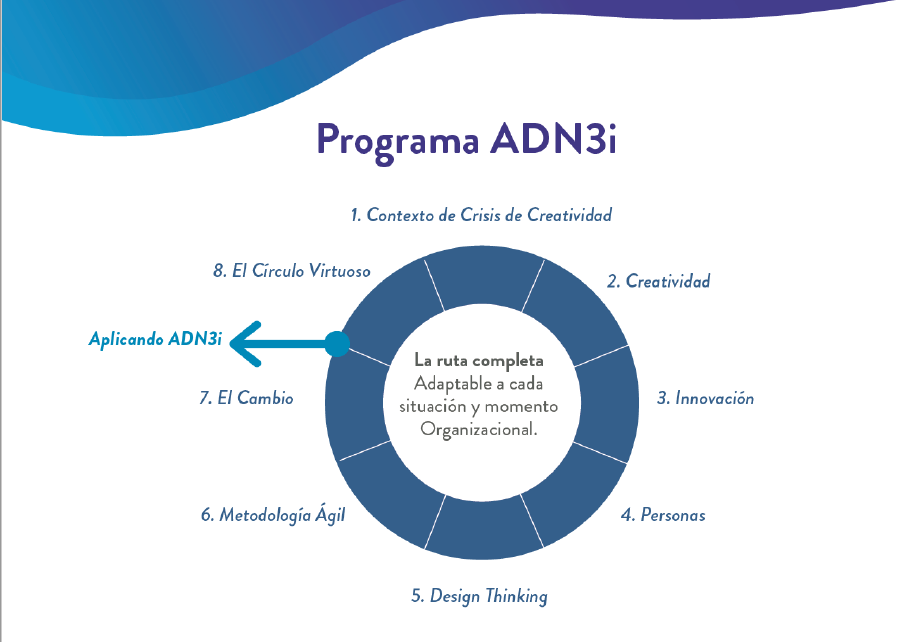 Programa ADN3i
1. Contexto de Crisis de Creatividad
8. El Círculo Virtuoso
2. Creatividad
Aplicando ADN3i
La ruta completa
Adaptable a cada
situación y momento
Organizacional.
7. El Cambio
3. Innovación
6. Metodología Ágil
4. Personas
5. Design Thinking